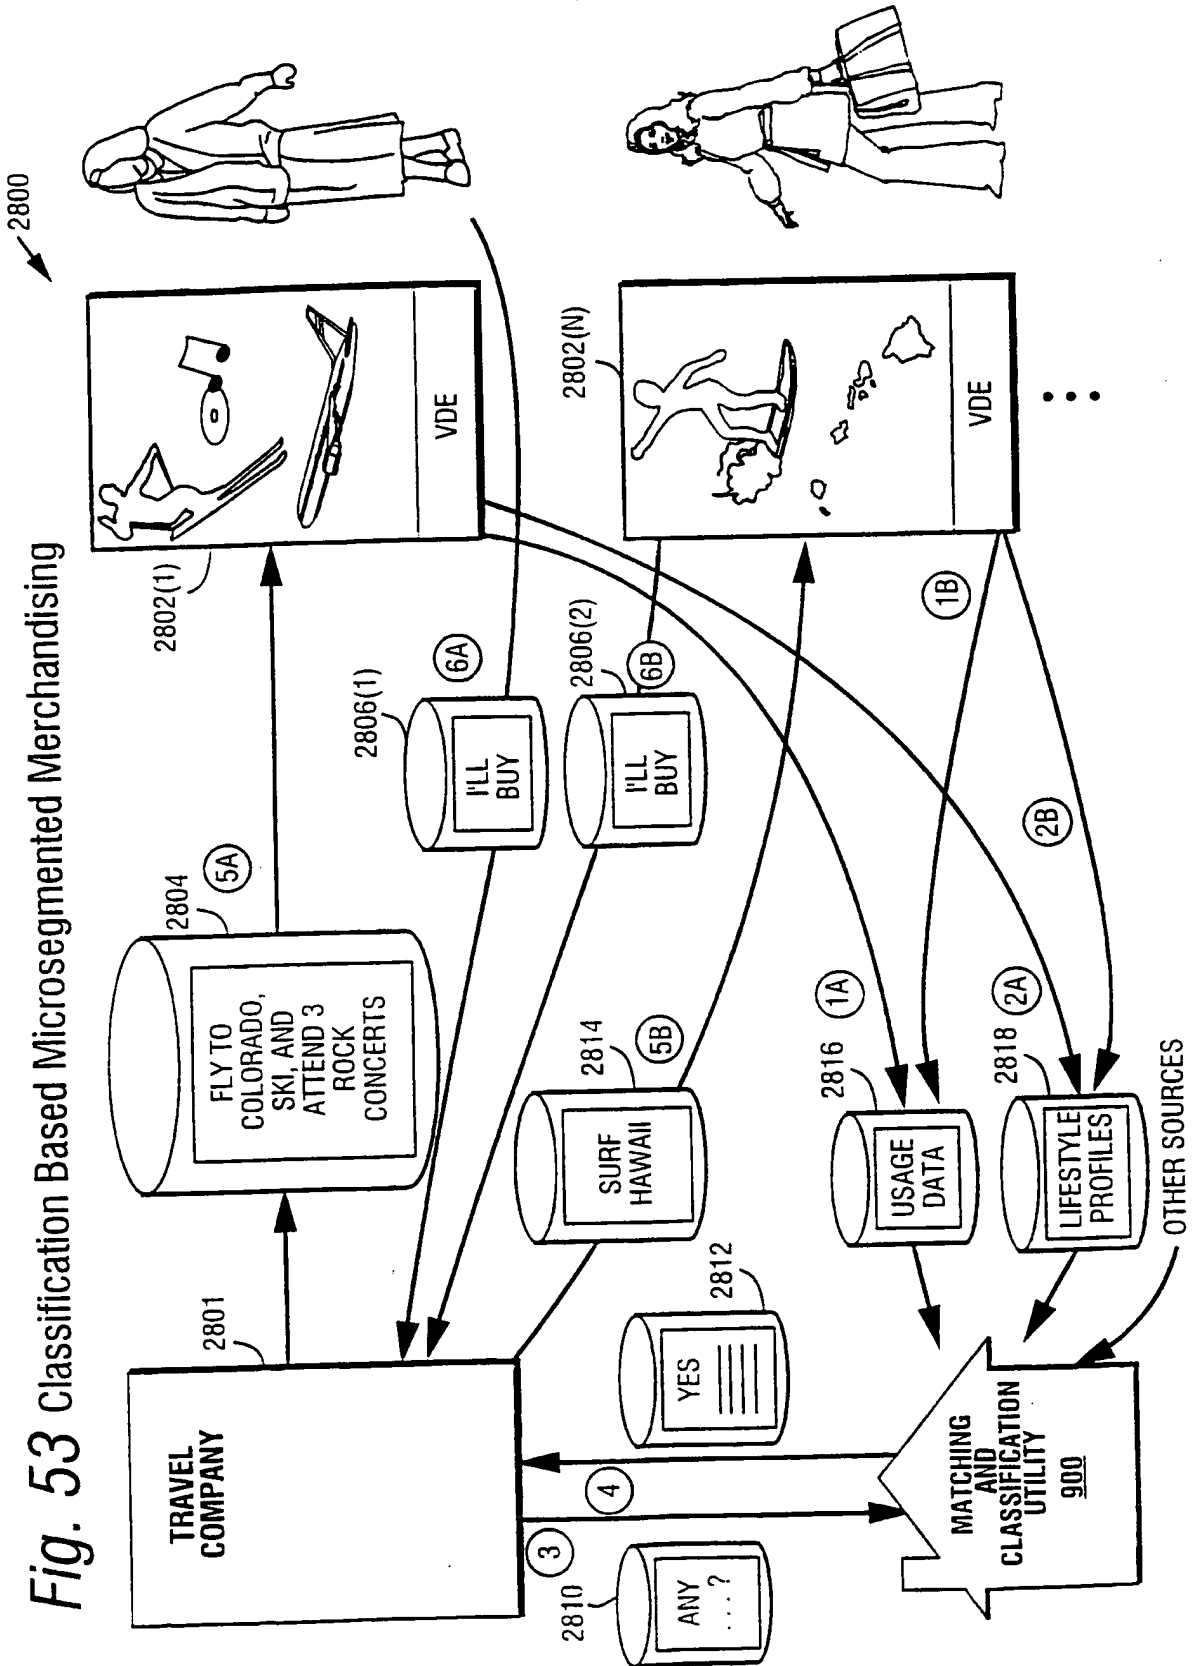 Fig. 53 Classification Based Microsegmented Merchandising
2800
TRAVEL
COMPANY
2801
2804
5A
FLY TO
COLORADO,
SKI, AND
ATTEND 3
ROCK
CONCERTS
2802(1)
VDE
2806(1)
6A
I'LL
BUY
2806(2)
6B
I'LL
BUY
2802(N)
VDE
2814
5B
SURF
HAWAII
3
4
2810
ANY
....?
2812
YES
1A
1B
2816
USAGE
DATA
2A
2B
2818
LIFESTYLE
PROFILES
MATCHING
AND
CLASSIFICATION
UTILITY
900
OTHER SOURCES